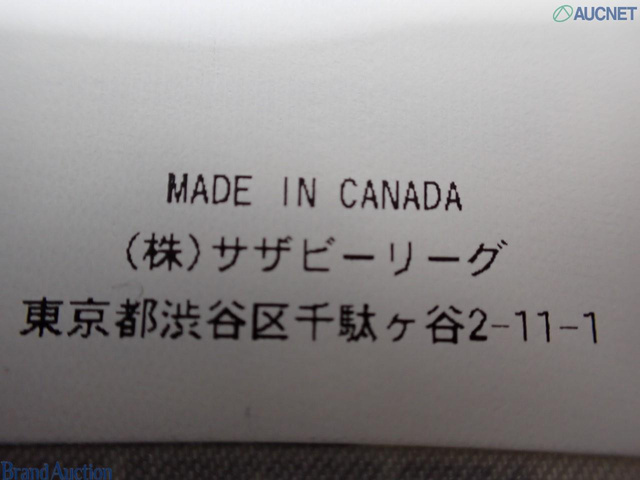 AUCNET
MADE IN CANADA
(株)サザビーリーグ
東京都渋谷区千駄ヶ谷2-11-1
Brand Auction